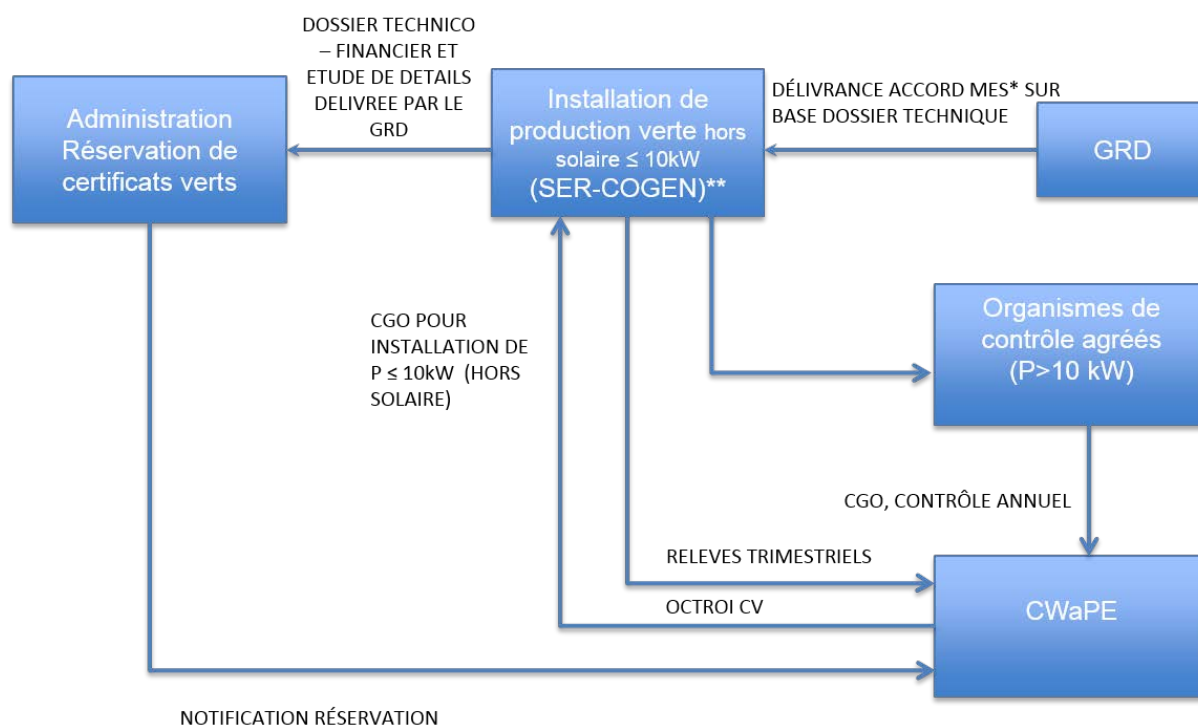 DOSSIER TECHNICO
– FINANCIER ET
ETUDE DE DETAILS
DELIVREE PAR LE
GRD
Administration
Réservation de
certificats verts
Installation de
production verte hors
solaire ≤ 10kW
(SER-COGEN)**
DÉLIVRANCE ACCORD MES* SUR
BASE DOSSIER TECHNIQUE
GRD
CGO POUR
INSTALLATION DE
P ≤ 10kW (HORS
SOLAIRE)
Organismes de
contrôle agréés
(P>10 kW)
CGO, CONTRÔLE ANNUEL
RELEVES TRIMESTRIELS
OCTROI CV
CWaPE
NOTIFICATION RÉSERVATION